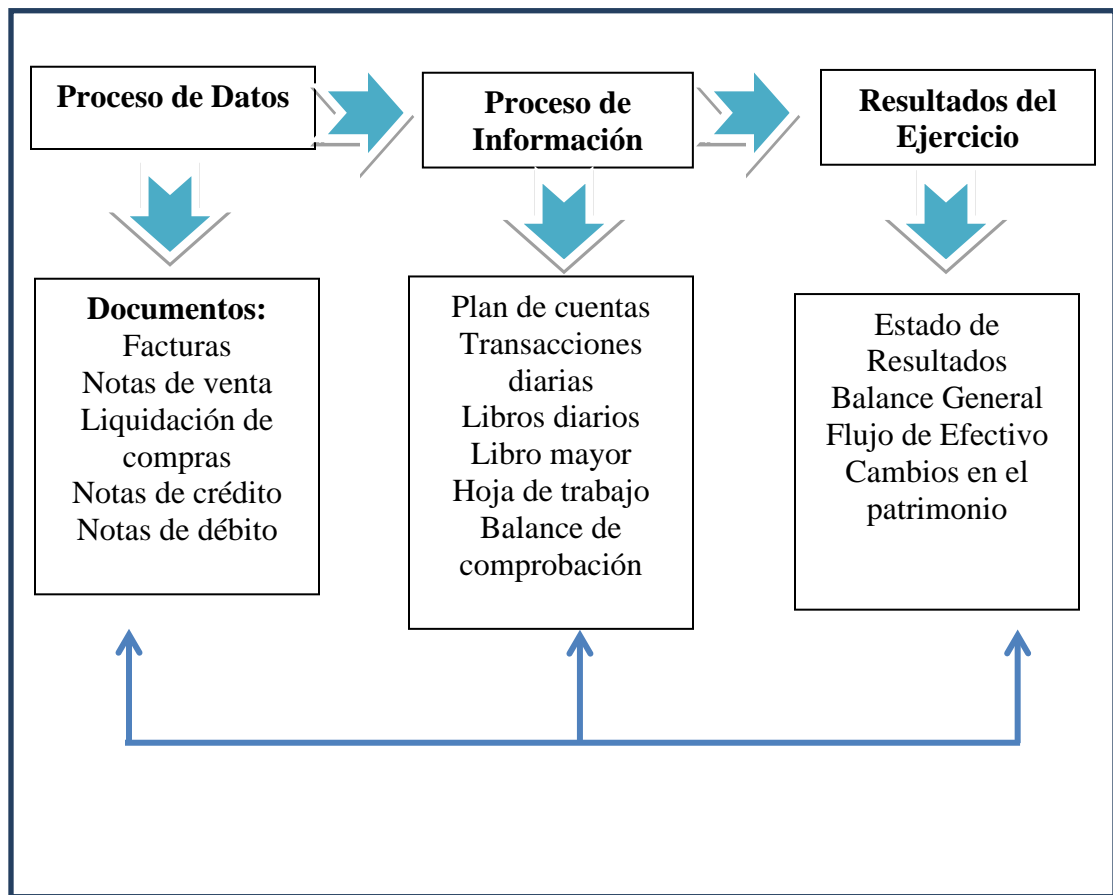 Proceso de Datos
Proceso de
Información
Resultados del
Ejercicio
Documentos:
Facturas
Notas de venta
Liquidación de
compras
Notas de crédito
Notas de débito
Plan de cuentas
Transacciones
diarias
Libros diarios
Libro mayor
Hoja de trabajo
Balance de
comprobación
Estado de
Resultados
Balance General
Flujo de Efectivo
Cambios en el
patrimonio